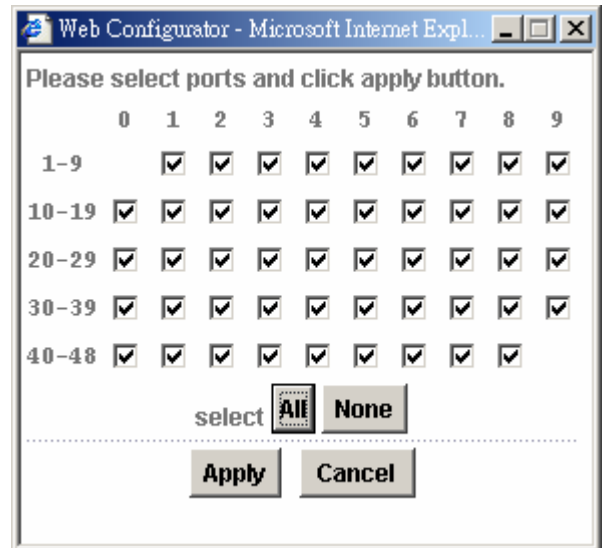 Web Configurator - Microsoft Internet Expl...
Please select ports and click apply button.
0 1 2 3 4 5 6 7 8 9
1-9
10-19
20-29
30-39
40-48
select All None
Apply Cancel